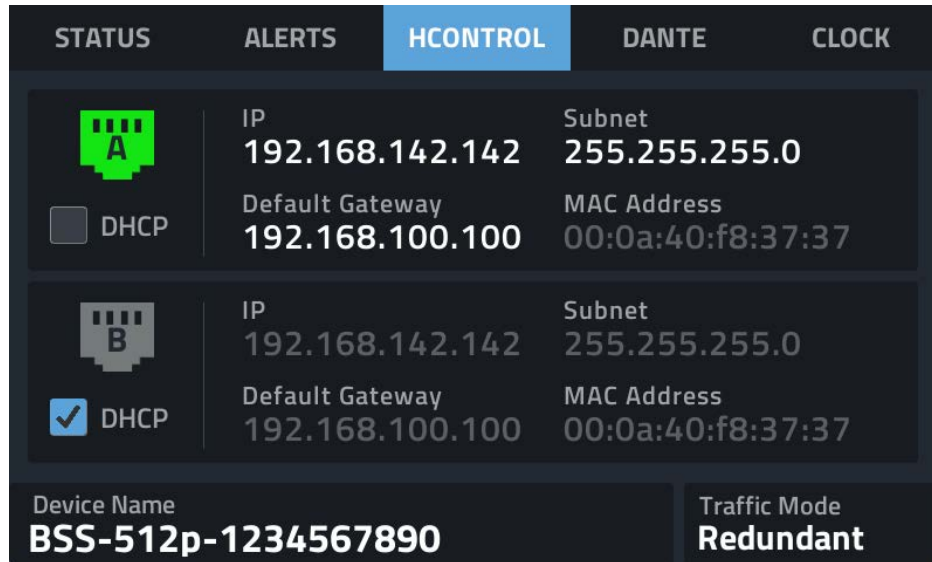 STATUS ALERTS HCONTROL DANTE CLOCK
A
IP Subnet
192.168.142.142 255.255.255.0
DHCP
Default Gateway MAC Address
192.168.100.100 00:0a:40:f8:37:37
B
IP Subnet
192.168.142.142 255.255.255.0
DHCP
Default Gateway MAC Address
192.168.100.100 00:0a:40:f8:37:37
Device Name Traffic Mode
BSS-512p-1234567890 Redundant